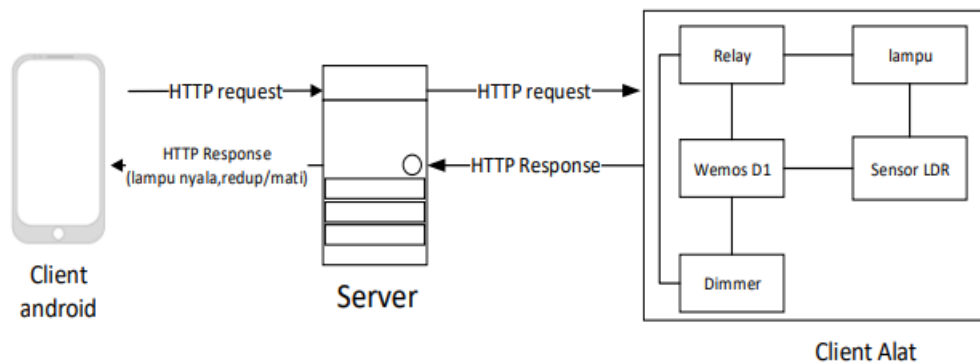 HTTP request
HTTP Response
(lampu nyala,redup/mati)
Client
android
Server
HTTP request
HTTP Response
Relay
lampu
Wemos D1
Sensor LDR
Dimmer
Client Alat